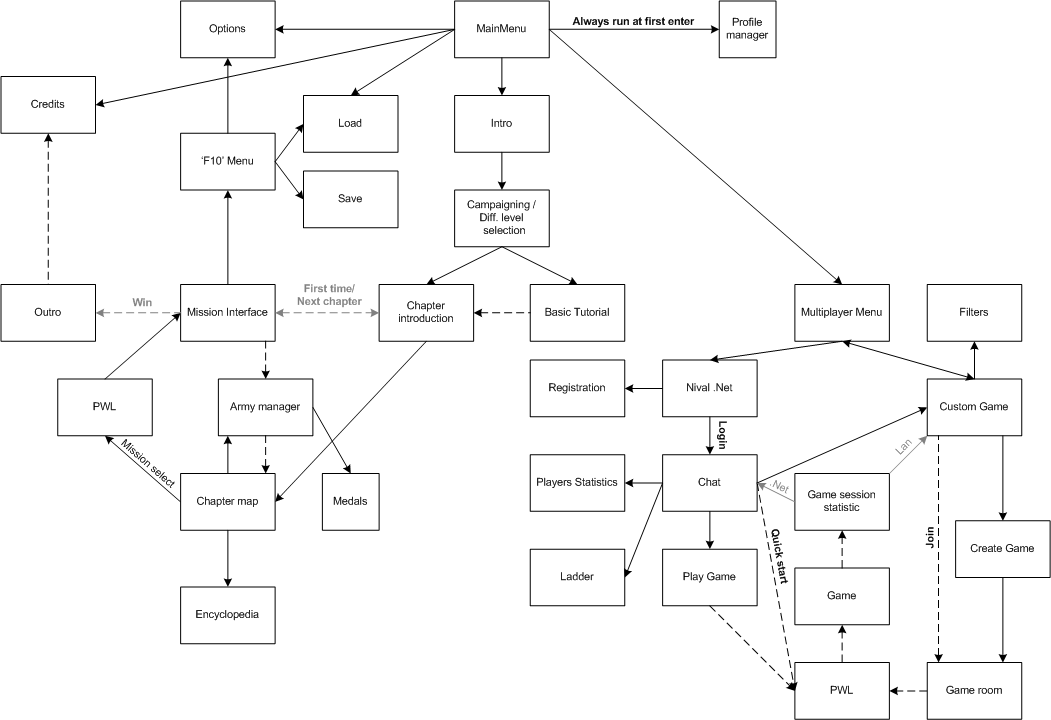 Options
MainMenu
Always run at first enter
Profile
manager
Credits
Load
Intro
‘F10’ Menu
Save
Campaigning /
Diff. level
selection
Outro
Win
Mission Interface
First time/
Next chapter
Chapter
introduction
Basic Tutorial
Multiplayer Menu
Filters
PWL
Army manager
Registration
Nival .Net
Custom Game
Mission select
Login
Lan
Chapter map
Medals
Players Statistics
Chat
.Net
Game session
statistic
Quick start
Join
Create Game
Ladder
Play Game
Game
Encyclopedia
PWL
Game room